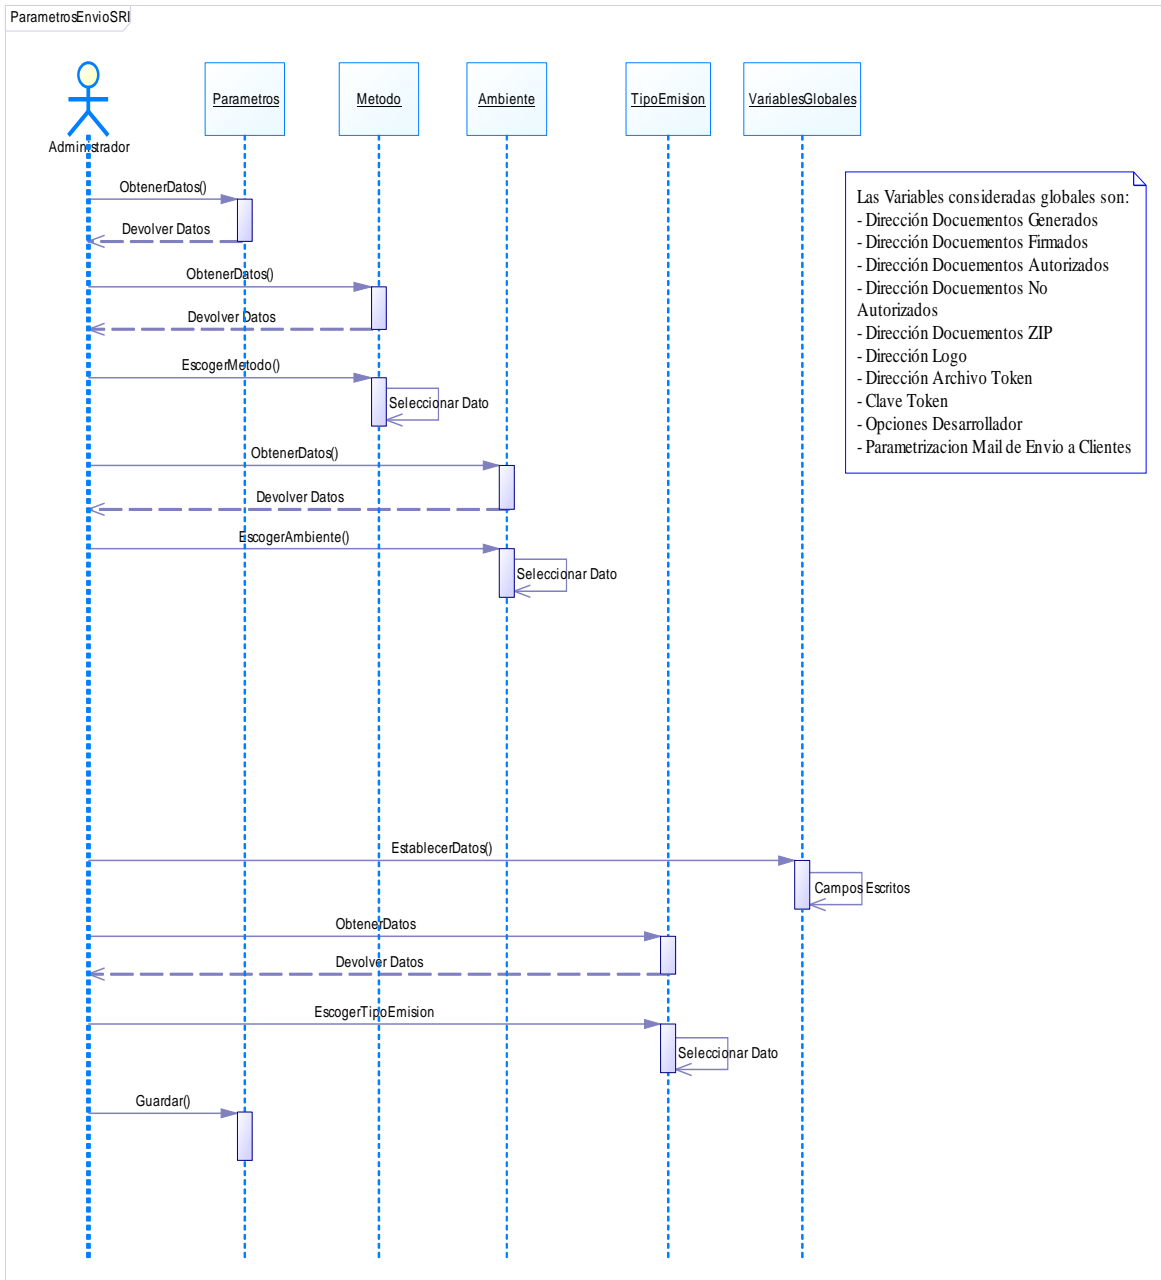 ParametrosEnvioSRI
Administrador
Parametros
Metodo
Ambiente
TipoEmision
VariablesGlobales
Las Variables consideradas globales son:
- Dirección Docuementos Generados
- Dirección Docuementos Firmados
- Dirección Docuementos Autorizados
- Dirección Docuementos No
Autorizados
- Dirección Docuementos ZIP
- Dirección Logo
- Dirección Archivo Token
- Clave Token
- Opciones Desarrollador
- Parametrizacion Mail de Envio a Clientes
ObtenerDatos()
Devolver Datos
ObtenerDatos()
Devolver Datos
EscogerMetodo()
Seleccionar Dato
ObtenerDatos()
Devolver Datos
EscogerAmbiente()
Seleccionar Dato
EstablecerDatos()
Campos Escritos
ObtenerDatos
Devolver Datos
EscogerTipoEmision
Seleccionar Dato
Guardar()